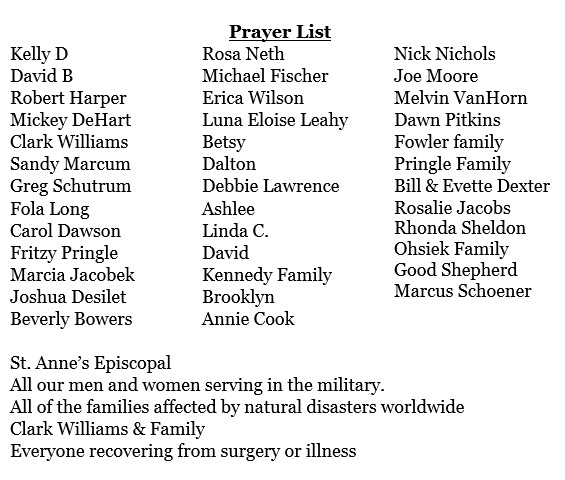 Prayer List
Kelly D
David B
Robert Harper
Mickey DeHart
Clark Williams
Sandy Marcum
Greg Schutrum
Fola Long
Carol Dawson
Fritzy Pringle
Marcia Jacobek
Joshua Desilet
Beverly Bowers
Rosa Neth
Michael Fischer
Erica Wilson
Luna Eloise Leahy
Betsy
Dalton
Debbie Lawrence
Ashlee
Linda C.
David
Kennedy Family
Brooklyn
Annie Cook
Nick Nichols
Joe Moore
Melvin VanHorn
Dawn Pitkins
Fowler family
Pringle Family
Bill & Evette Dexter
Rosalie Jacobs
Rhonda Sheldon
Ohsiek Family
Good Shepherd
Marcus Schoener
St. Anne’s Episcopal
All our men and women serving in the military.
All of the families affected by natural disasters worldwide
Clark Williams & Family
Everyone recovering from surgery or illness